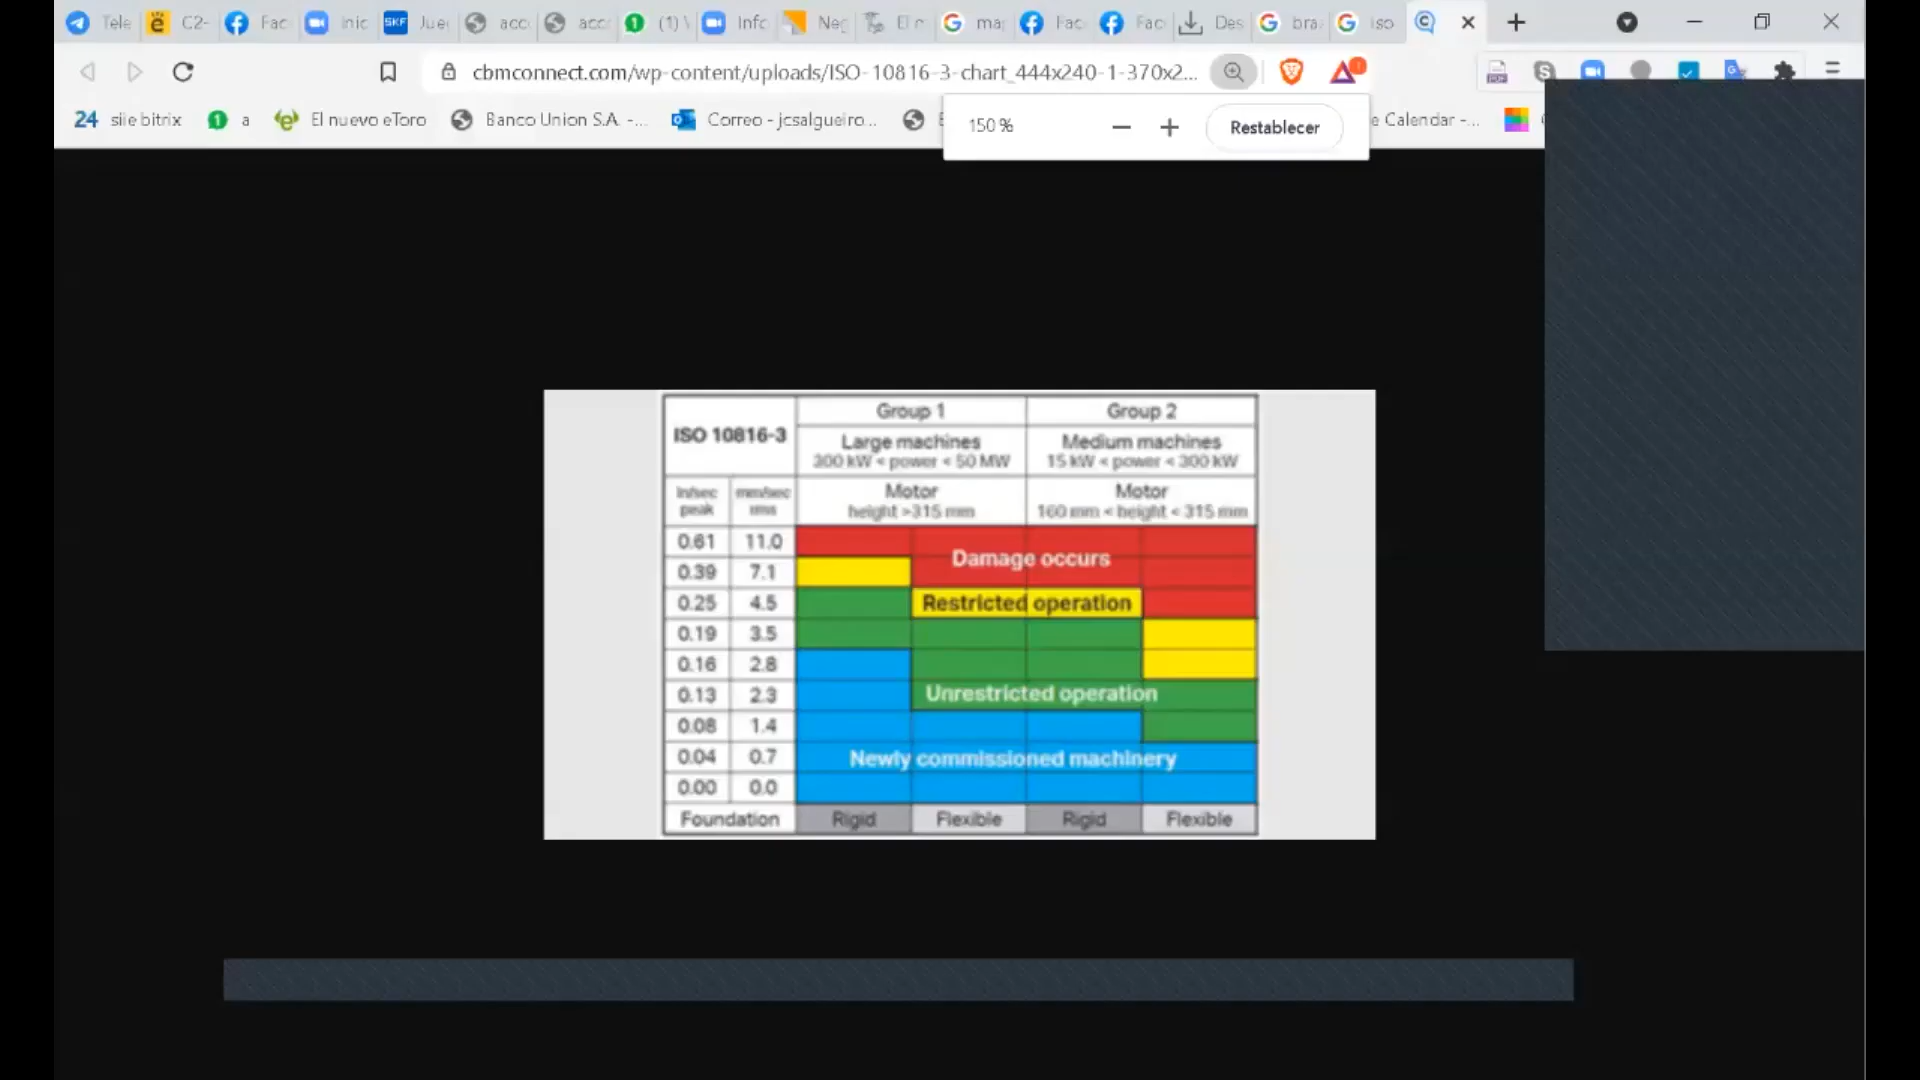 Tele C2- Fac Inic SKF Jue acc acc 1 (1) Info Neg El n ma Fac Fac Des bra iso
cbmconnect.com/wp-content/uploads/ISO-10816-3-chart_444x240-1-370x2...
24 siie bitrix 1 a El nuevo eToro Banco Union S.A. -... Correo - jcsalgueiro... e Calendar -...
150 % Restablecer
ISO 10816-3 Group 1 Group 2
Large machines Medium machines
300 kW < power < 50 MW 15 kW < power < 300 kW
in/sec mm/sec Motor Motor
peak rms height >315 mm 160 mm < height < 315 mm
0.61 11.0
Damage occurs
0.39 7.1
0.25 4.5 Restricted operation
0.19 3.5
0.16 2.8
0.13 2.3 Unrestricted operation
0.08 1.4
0.04 0.7 Newly commissioned machinery
0.00 0.0
Foundation Rigid Flexible Rigid Flexible